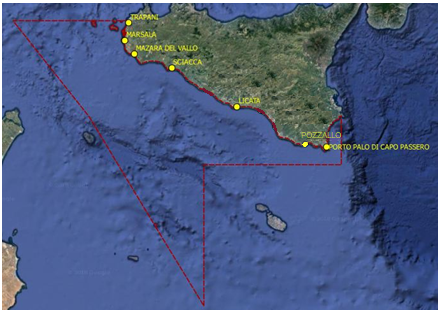 TRAPANI
MARSALA
MAZARA DEL VALLO
SCIACCA
LICATA
POZZALLO
PORTO PALO DI CAPO PASSERO